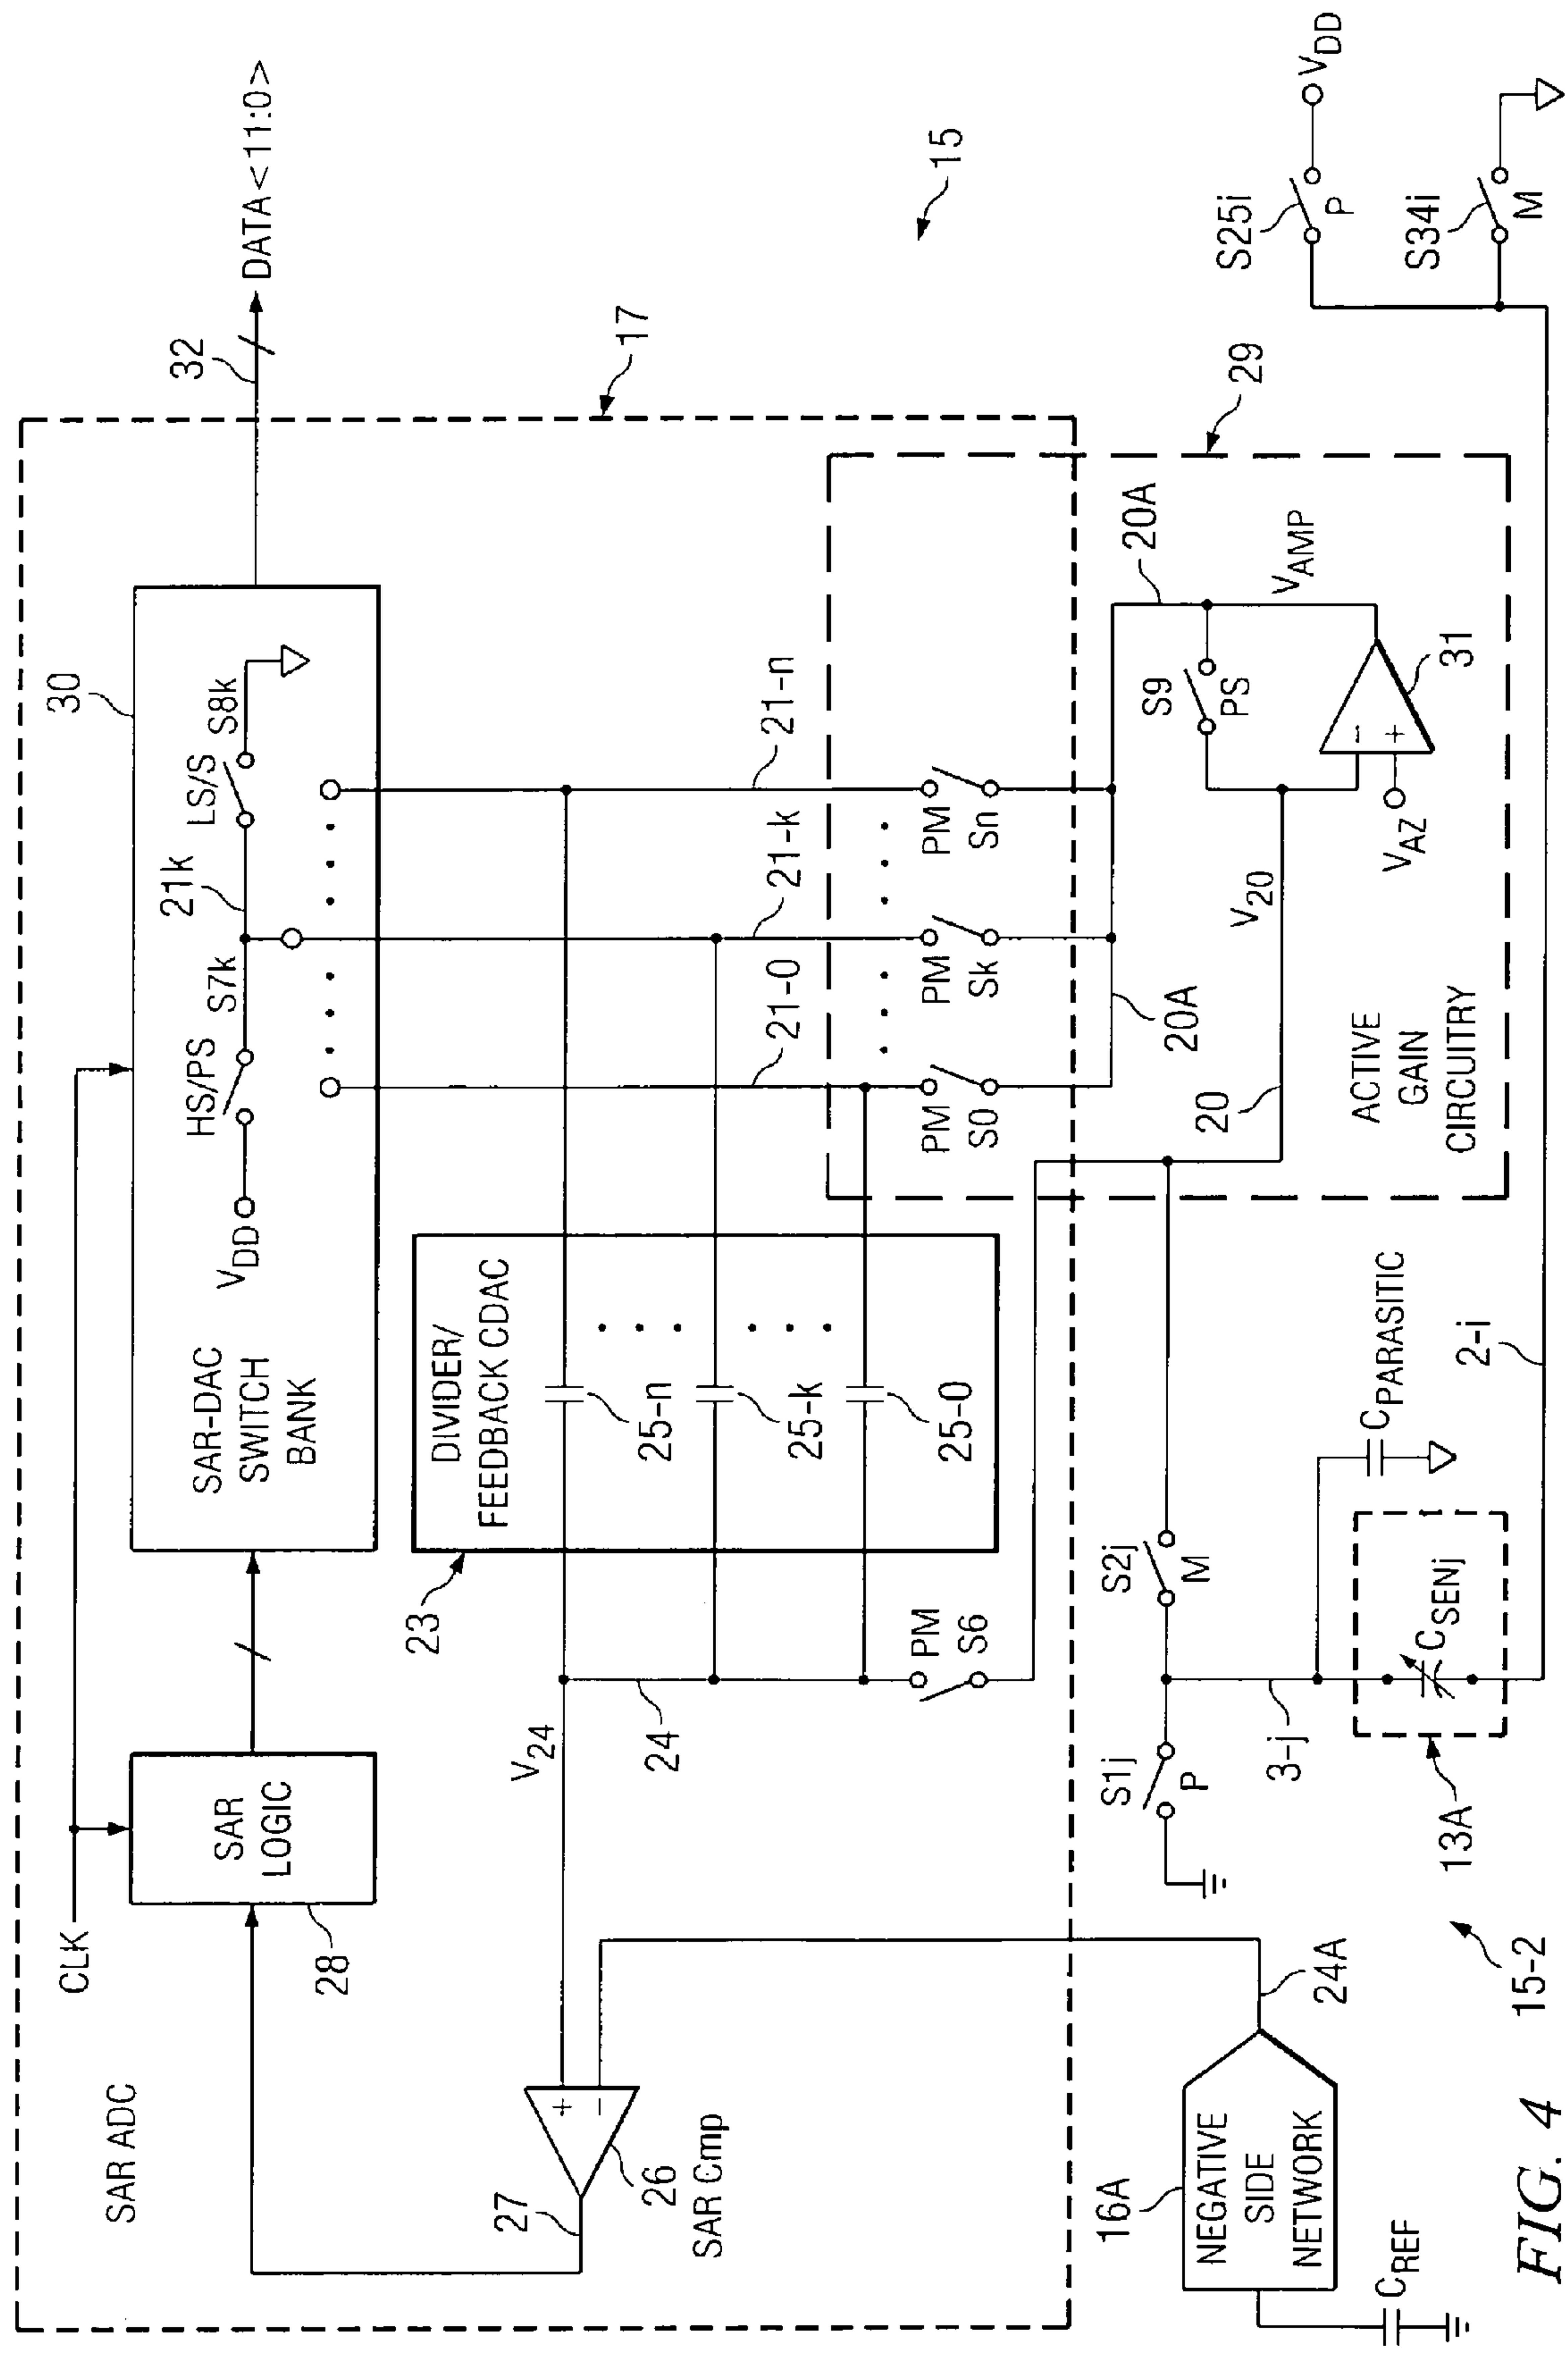 SAR ADC
CLK
28
SAR
LOGIC
30
SAR-DAC
SWITCH
BANK
VDD
HS/PS
S7k
21k
LS/S
S8k
32
DATA<11:0>
17
15
27
26
SAR Cmp
+
−
V24
24
23
DIVIDER/
FEEDBACK CDAC
25-n
25-k
25-0
PM
S6
21-0
21-k
21-n
PM
S0
PM
Sk
PM
Sn
29
20A
20A
VAMP
S9
PS
31
−
+
VAZ
V20
20
ACTIVE
GAIN
CIRCUITRY
S1j
P
S2j
M
3-j
CPARASITIC
CSENj
13A
2-i
S25i
P
VDD
S34i
M
16A
NEGATIVE
SIDE
NETWORK
24A
CREF
15-2
FIG. 4